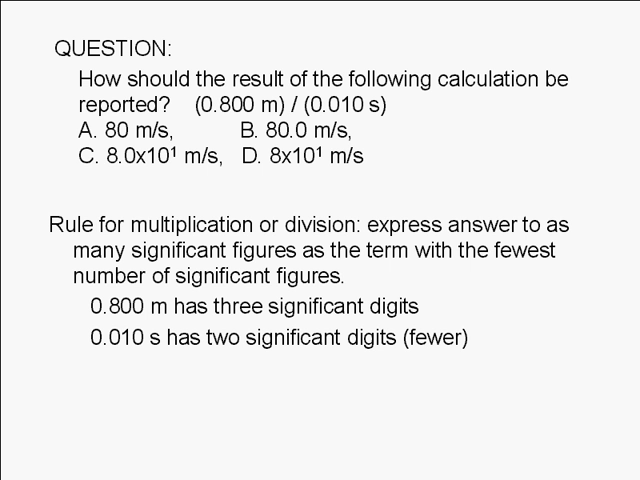 QUESTION:
How should the result of the following calculation be
reported? (0.800 m) / (0.010 s)
A. 80 m/s, B. 80.0 m/s,
C. 8.0x10¹ m/s, D. 8x10¹ m/s
Rule for multiplication or division: express answer to as
many significant figures as the term with the fewest
number of significant figures.
0.800 m has three significant digits
0.010 s has two significant digits (fewer)